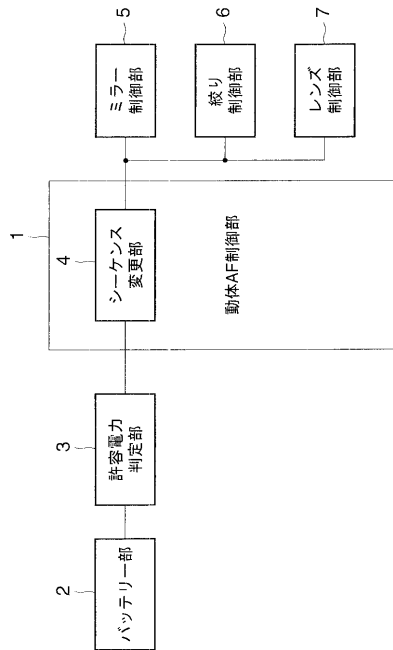 1
2
バッテリー部
3
許容電力
判定部
4
シーケンス
変更部
動体AF制御部
5
ミラー
制御部
6
絞り
制御部
7
レンズ
制御部